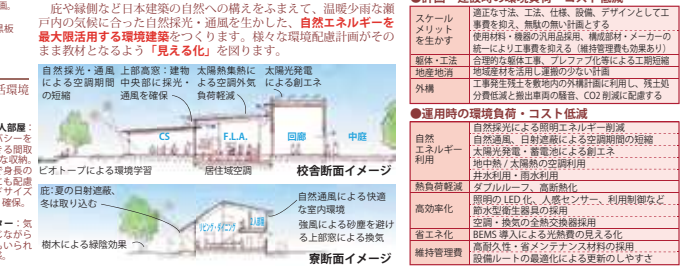 庇や縁側など日本建築の自然への構えをふまえて、温暖少雨な瀬
戸内の気候に合った自然採光・通風を生かした、自然エネルギーを
最大限活用する環境建築をつくります。様々な環境配慮計画がその
まま教材となるよう「見える化」を図ります。
自然採光・通風
による空調期間
の短縮
上部高窓：建物
中央部に採光・
通風を確保
太陽熱集熱に
よる空調外気
負荷軽減
太陽光発電
による創エネ
CS
F.L.A.
回廊
中庭
ビオトープによる環境学習
居住域空調
校舎断面イメージ
庇：夏の日射遮蔽、
冬は取り込む
リビング・ダイニング
2人部屋
自然通風による快適
な室内環境
強風による砂塵を避け
る上部窓による換気
樹木による緑陰効果
寮断面イメージ
スケール
メリット
を生かす
適正な寸法、工法、仕様、設備、デザインとして工
事費を抑え、無駄の無い計画とする
使用材料・機器の汎用品採用、構成部材・メーカーの
統一により工事費を抑える（維持管理費も効果あり）
躯体・工法
合理的な躯体工事、プレファブ化等による工期短縮
地産地消
地域産材を活用し運搬の少ない計画
外構
工事発生残土を敷地内の外構計画に利用し、残土処
分費低減と搬出車両の騒音、CO2 削減に配慮する
●運用時の環境負荷・コスト低減
自然
エネルギー
利用
自然採光による照明エネルギー削減
自然通風、日射遮蔽による空調期間の短縮
太陽光発電・蓄電池による創エネ
地中熱 / 太陽熱の空調利用
井水利用・雨水利用
熱負荷軽減
ダブルルーフ、高断熱化
高効率化
照明の LED 化、人感センサー、利用制御など
節水型衛生器具の採用
空調・換気の全熱交換器採用
省エネ化
BEMS 導入による光熱費の見える化
維持管理費
高耐久性・省メンテナンス材料の採用
設備ルートの最適化による更新のしやすさ